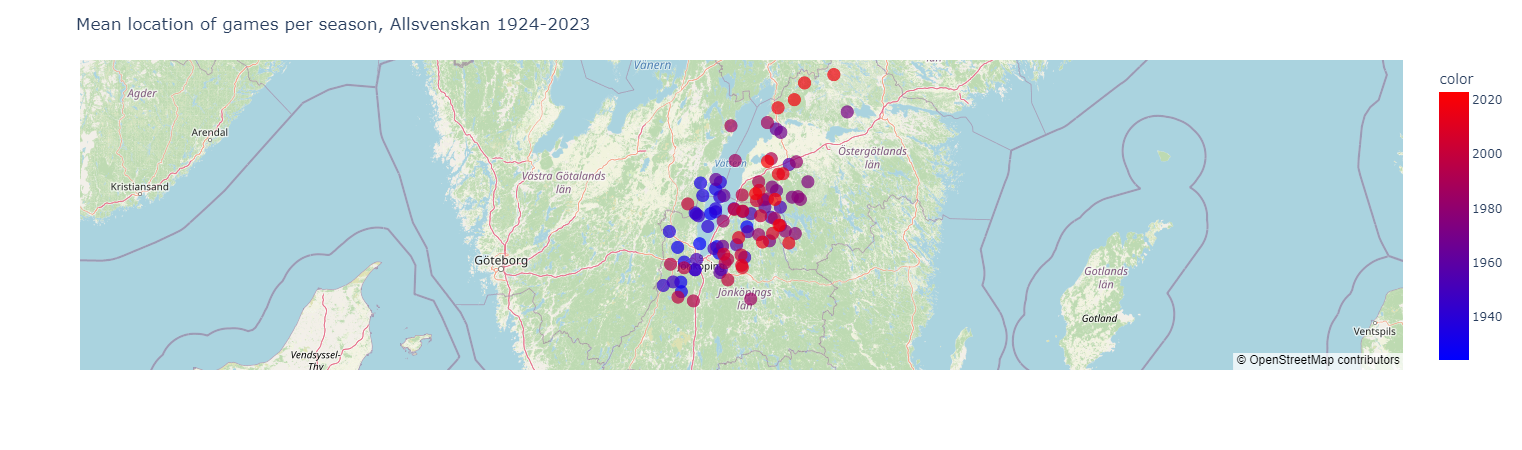 Mean location of games per season, Allsvenskan 1924-2023
Vänern
län
color
Agder
2020
Arendal
Östergötlands
län
2000
Västra Götalands
län
Kristiansand
1980
Göteborg
1960
Gotlands
län
Jönköpings
län
Gotland
1940
Ventspils
Vendsyssel-
Thy
© OpenStreetMap contributors